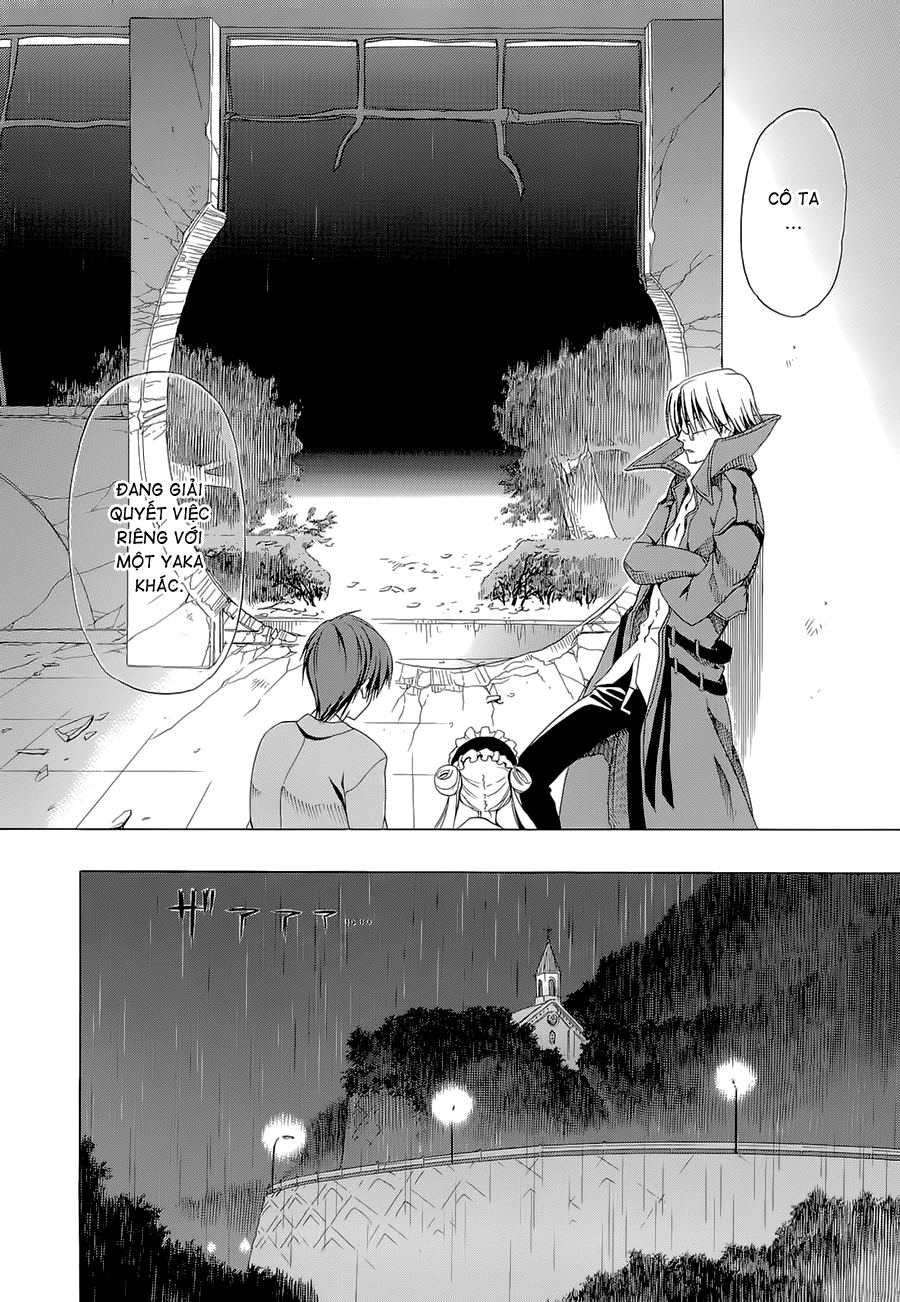 CÔ TA
...
ĐANG GIẢI
QUYẾT VIỆC
RIÊNG VỚI
MỘT YAKA
KHÁC.
ザァァァ……